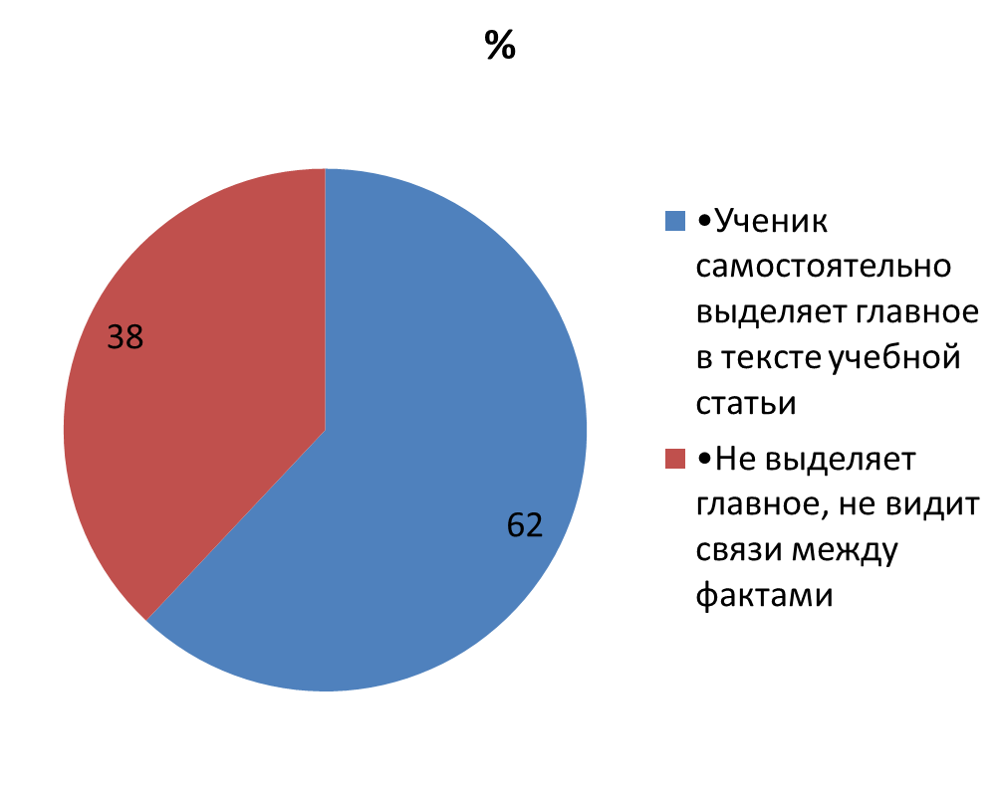 %
38
62
•Ученик
самостоятельно
выделяет главное
в тексте учебной
статьи
•Не выделяет
главное, не видит
связи между
фактами